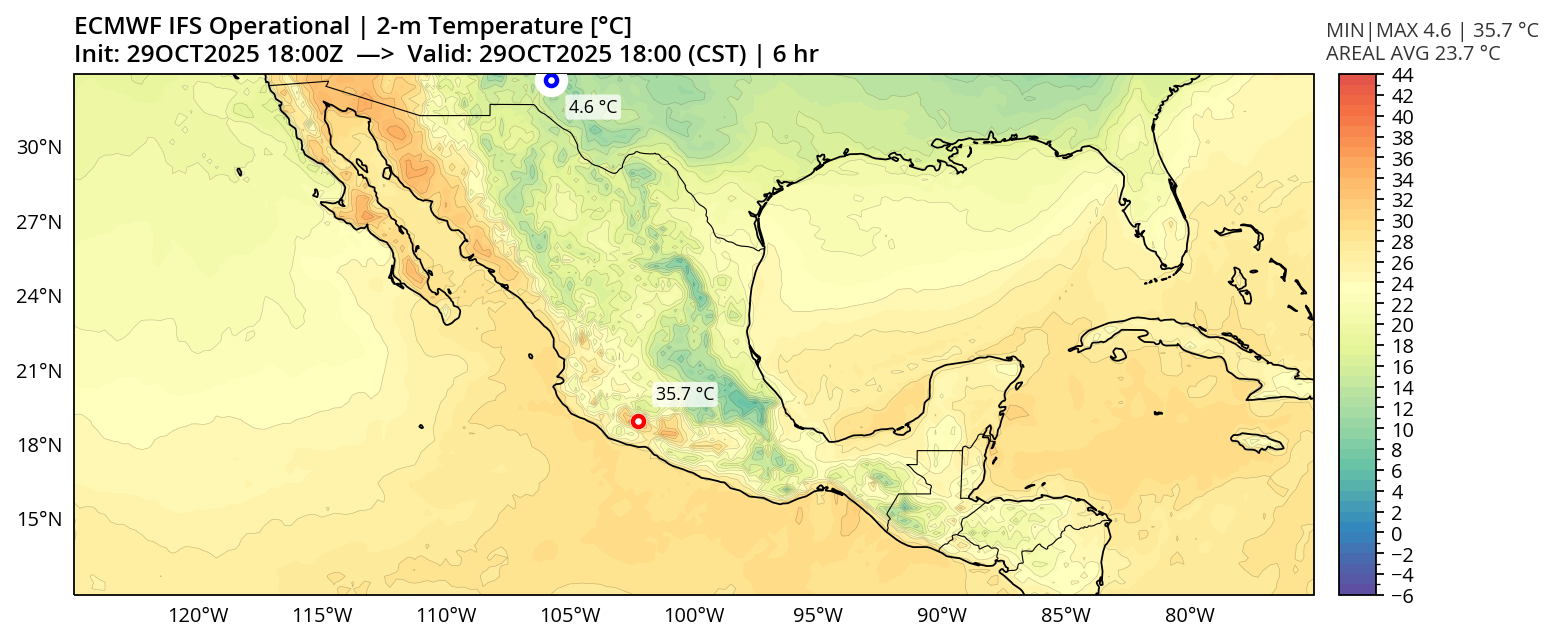 ECMWF IFS Operational | 2-m Temperature [°C]
Init: 29OCT2025 18:00Z —> Valid: 29OCT2025 18:00 (CST) | 6 hr
MIN|MAX 4.6 | 35.7 °C
AREAL AVG 23.7 °C
4.6 °C
35.7 °C
30°N
27°N
24°N
21°N
18°N
15°N
120°W
115°W
110°W
105°W
100°W
95°W
90°W
85°W
80°W
44
42
40
38
36
34
32
30
28
26
24
22
20
18
16
14
12
10
8
6
4
2
0
−2
−4
−6